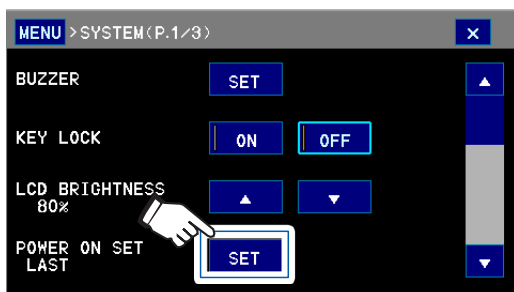 MENU >SYSTEM(P.1/3) ×
BUZZER SET ▲
KEY LOCK ON OFF
LCD BRIGHTNESS
80% ▲ ▼
POWER ON SET
LAST SET ▼